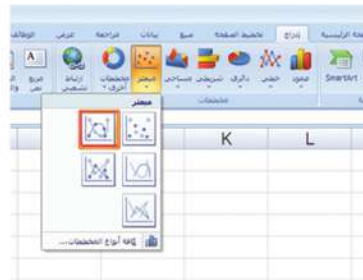 الصفحة الرئيسية إدراج تخطيط الصفحة صيغ بيانات مراجعة عرض
SmartArt عمود خطي دائري شريطي مساحي مبعثر مخططات أخرى ارتباط تشعبي مربع نص
مخططات
مبعثر
K L
كافة أنواع المخططات...